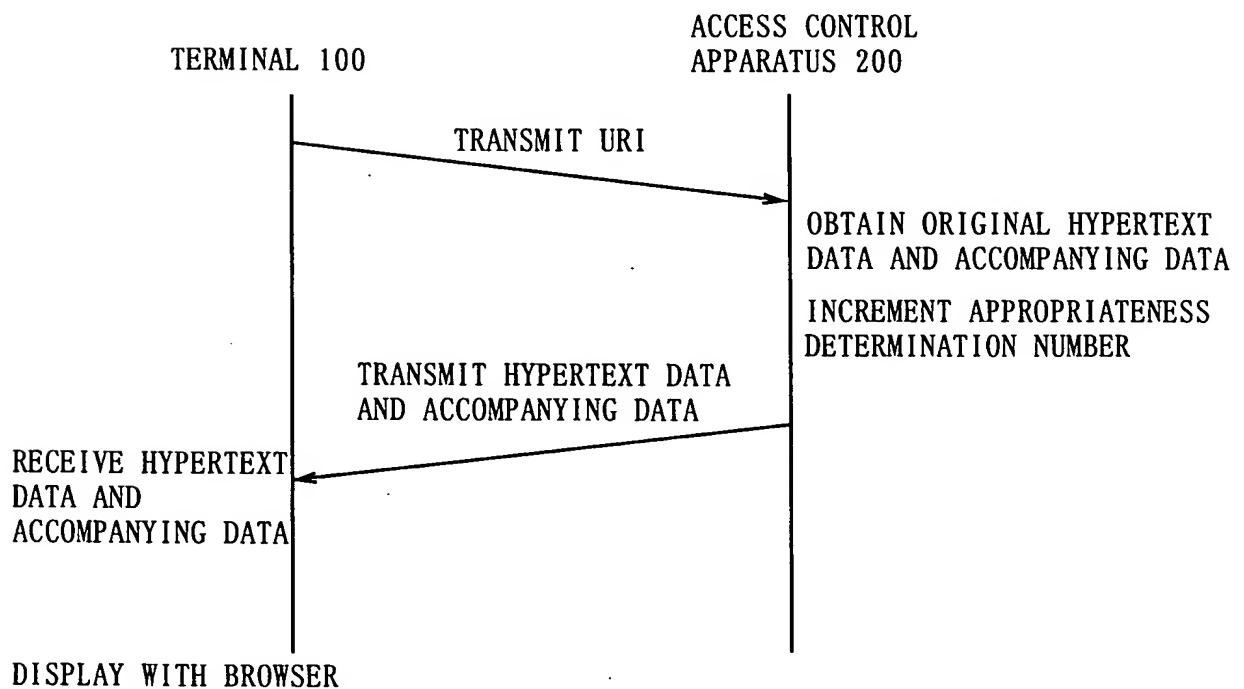 ACCESS CONTROL
APPARATUS 200
TERMINAL 100
TRANSMIT URI
OBTAIN ORIGINAL HYPERTEXT
DATA AND ACCOMPANYING DATA
INCREMENT APPROPRIATENESS
DETERMINATION NUMBER
TRANSMIT HYPERTEXT DATA
AND ACCOMPANYING DATA
RECEIVE HYPERTEXT
DATA AND
ACCOMPANYING DATA
DISPLAY WITH BROWSER